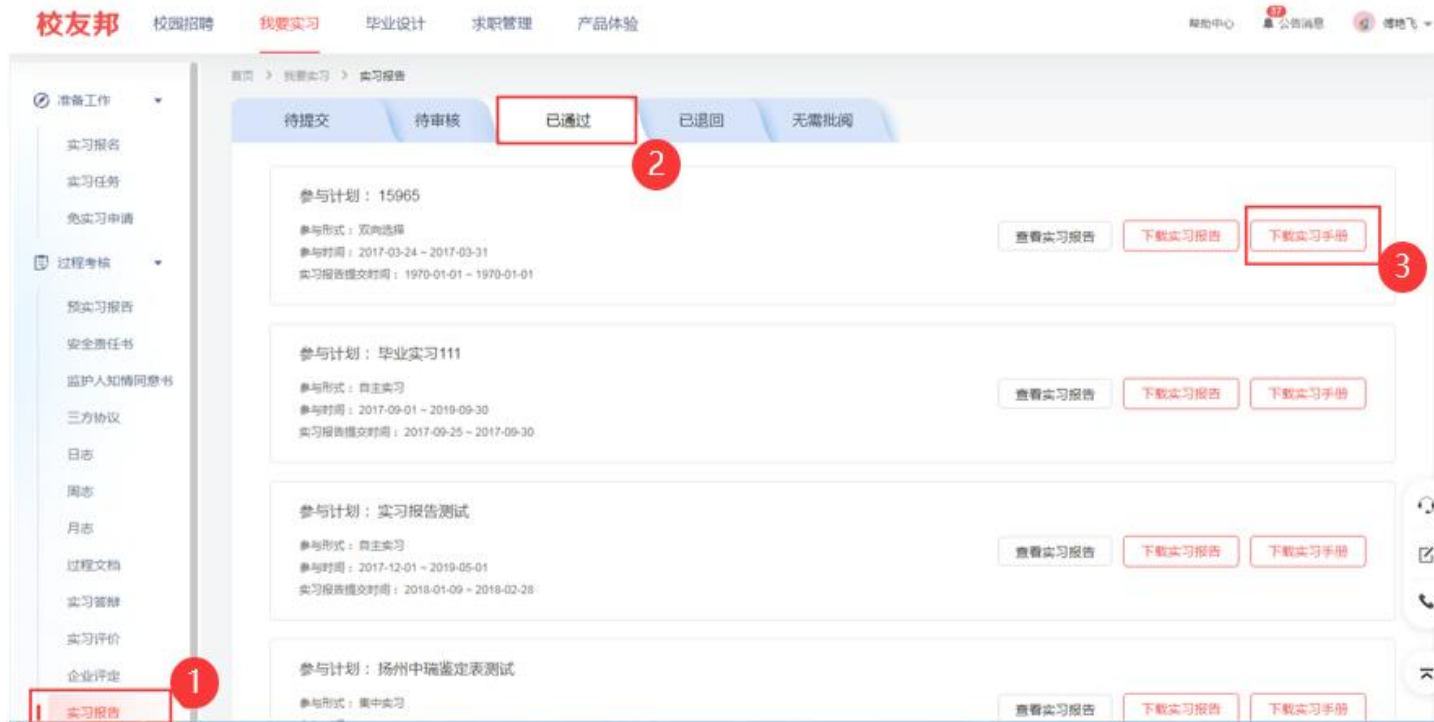 校友邦 校园招聘 我要实习 毕业设计 求职管理 产品体验 帮助中心 37 公告消息 傅艳飞
首页 > 我要实习 > 实习报告
准备工作
实习报名
实习任务
免实习申请
过程考核
预实习报告
安全责任书
监护人知情同意书
三方协议
日志
周志
月志
过程文档
实习答辩
实习评价
企业评定
实习报告
1
待提交 待审核 已通过 已退回 无需批阅
2
参与计划：15965
参与形式：双向选择
参与时间：2017-03-24 ~ 2017-03-31
实习报告提交时间：1970-01-01 ~ 1970-01-01
查看实习报告 下载实习报告 下载实习手册
3
参与计划：毕业实习111
参与形式：自主实习
参与时间：2017-09-01 ~ 2019-09-30
实习报告提交时间：2017-09-25 ~ 2017-09-30
查看实习报告 下载实习报告 下载实习手册
参与计划：实习报告测试
参与形式：自主实习
参与时间：2017-12-01 ~ 2019-05-01
实习报告提交时间：2018-01-09 ~ 2018-02-28
查看实习报告 下载实习报告 下载实习手册
参与计划：扬州中瑞鉴定表测试
参与形式：集中实习
查看实习报告 下载实习报告 下载实习手册